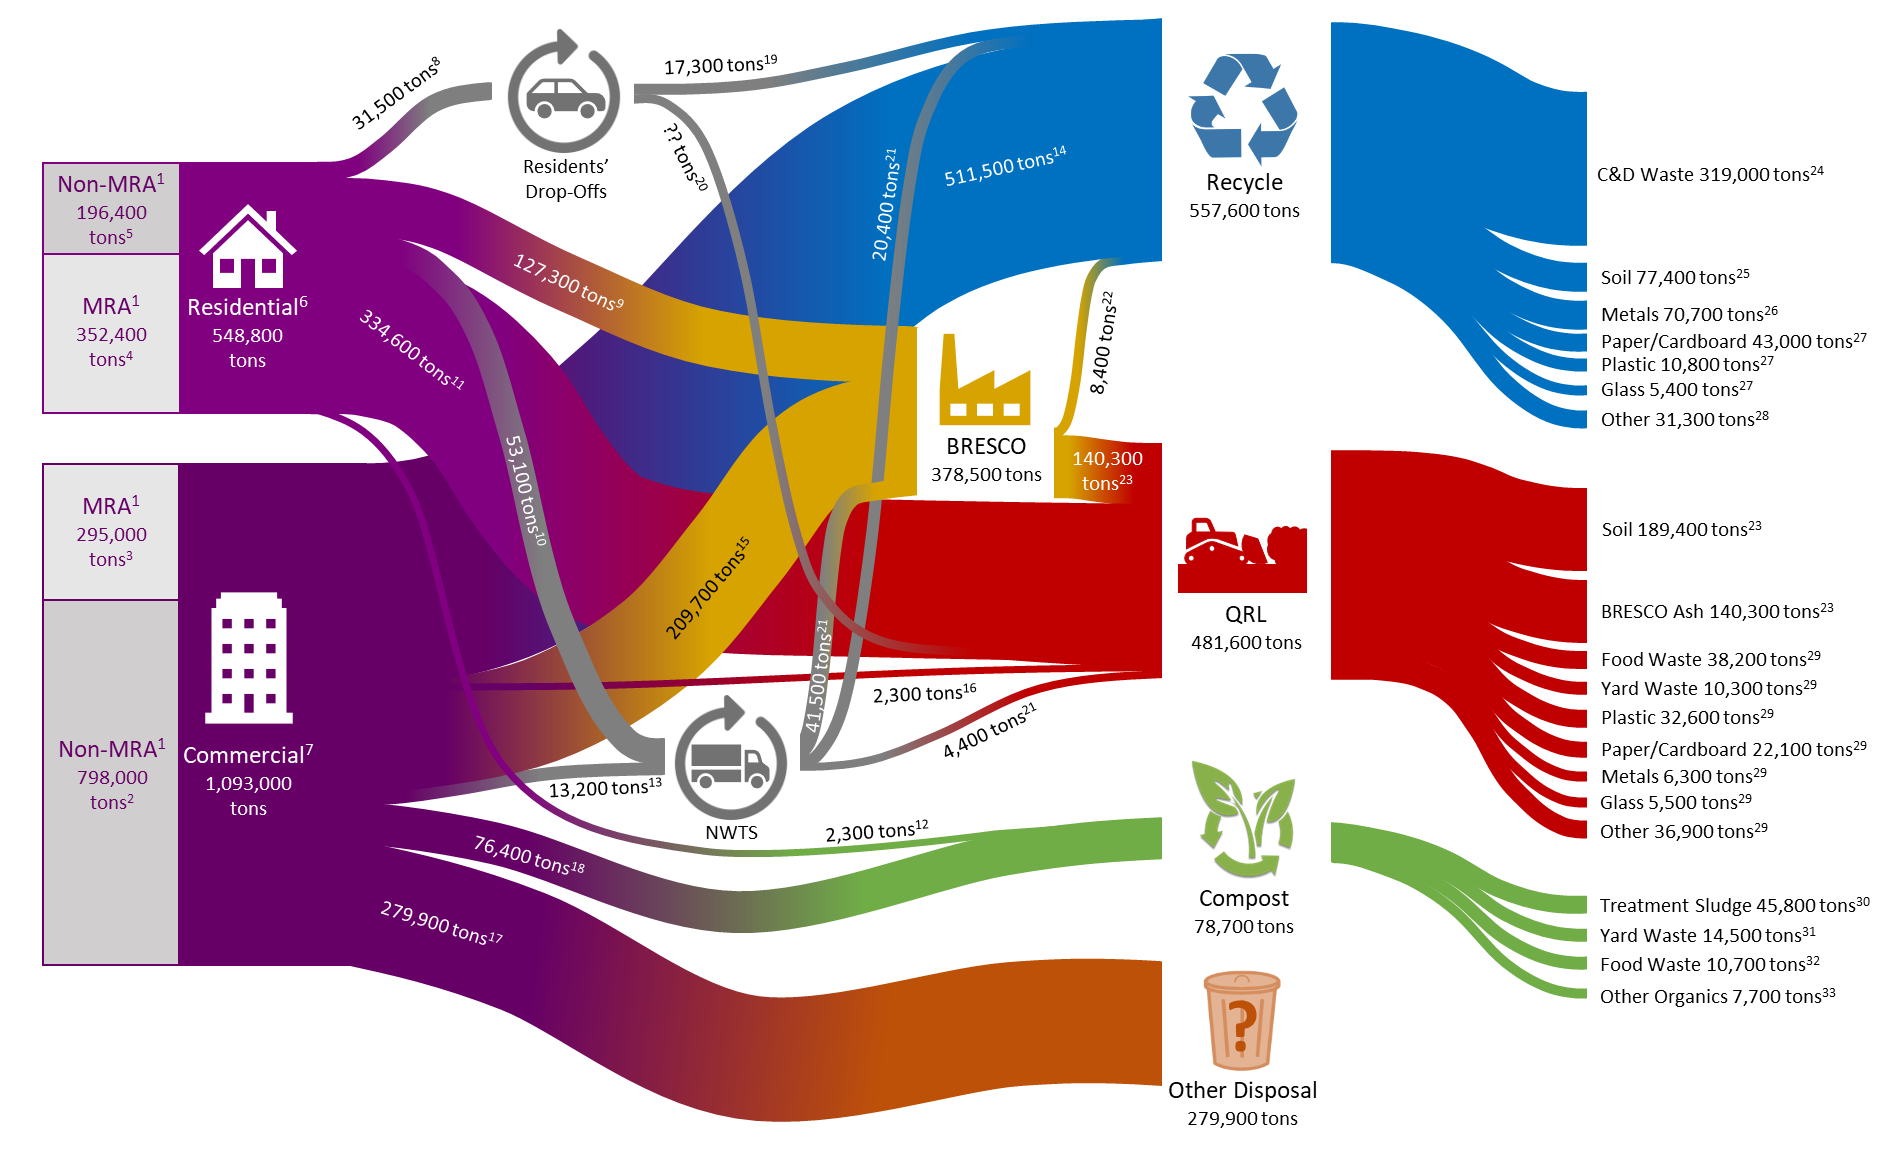 31,500 tons8
Residents’
Drop-Offs
17,300 tons19
?? tons20
Non-MRA1
196,400
tons5
MRA1
352,400
tons4
Residential6
548,800
tons
127,300 tons9
334,600 tons11
53,100 tons10
20,400 tons21
511,500 tons14
Recycle
557,600 tons
8,400 tons22
BRESCO
378,500 tons
140,300
tons23
MRA1
295,000
tons3
Non-MRA1
798,000
tons2
Commercial7
1,093,000
tons
209,700 tons15
41,500 tons21
2,300 tons16
4,400 tons21
13,200 tons13
NWTS
2,300 tons12
76,400 tons18
279,900 tons17
QRL
481,600 tons
Compost
78,700 tons
?
Other Disposal
279,900 tons
C&D Waste 319,000 tons24
Soil 77,400 tons25
Metals 70,700 tons26
Paper/Cardboard 43,000 tons27
Plastic 10,800 tons27
Glass 5,400 tons27
Other 31,300 tons28
Soil 189,400 tons23
BRESCO Ash 140,300 tons23
Food Waste 38,200 tons29
Yard Waste 10,300 tons29
Plastic 32,600 tons29
Paper/Cardboard 22,100 tons29
Metals 6,300 tons29
Glass 5,500 tons29
Other 36,900 tons29
Treatment Sludge 45,800 tons30
Yard Waste 14,500 tons31
Food Waste 10,700 tons32
Other Organics 7,700 tons33